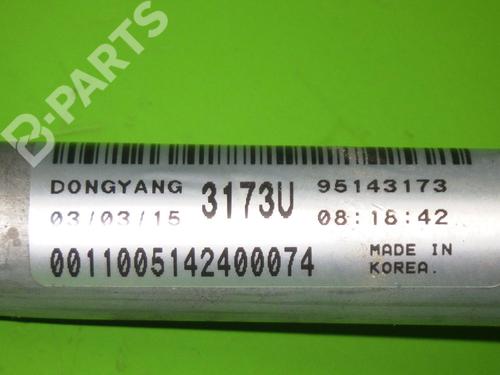 B-PARTS
DONGYANG 3173U 95143173
03/03/15 08:18:42
0011005142400074 MADE IN
KOREA.